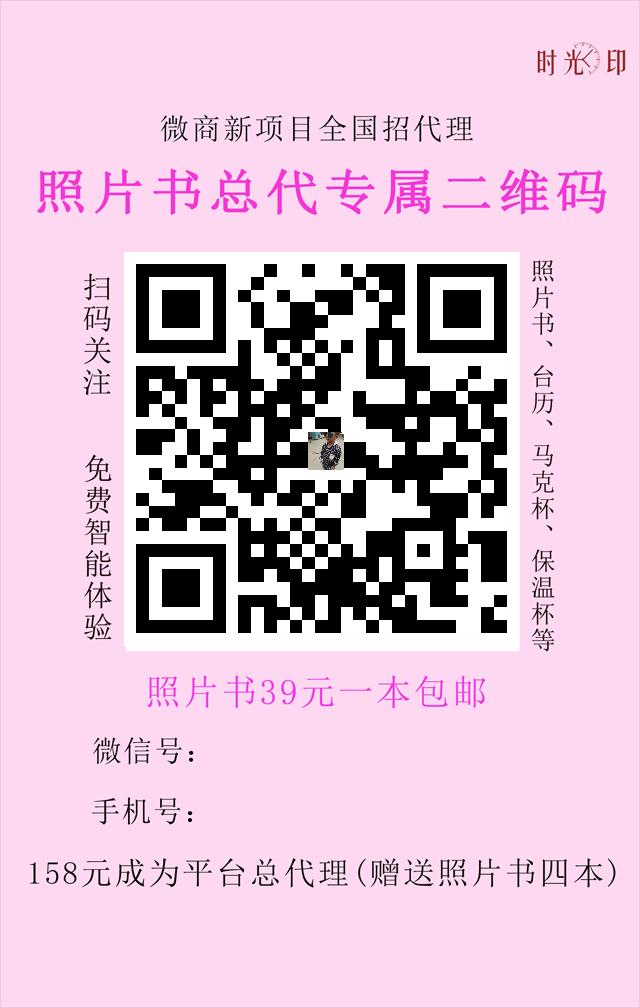 时光印
微商新项目全国招代理
照片书总代专属二维码
扫码关注 免费智能体验
照片书、台历、马克杯、保温杯等
照片书39元一本包邮
微信号：
手机号：
158元成为平台总代理(赠送照片书四本)